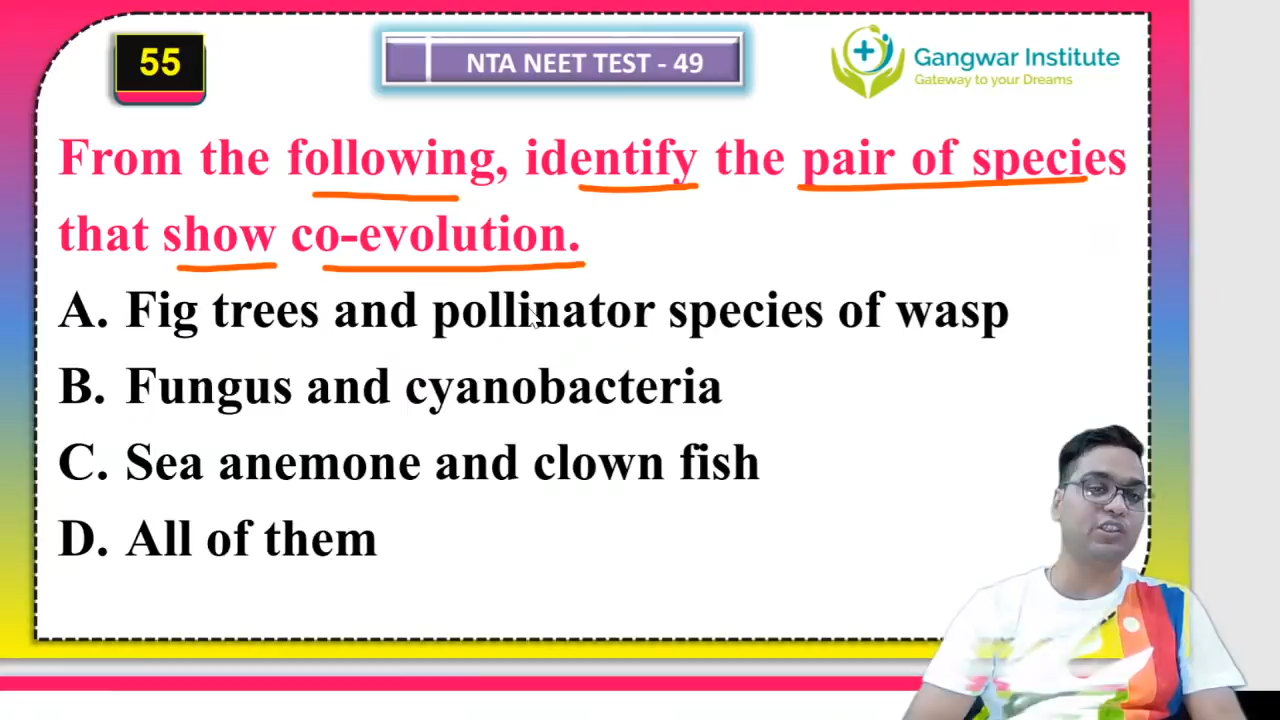 55
NTA NEET TEST - 49
Gangwar Institute
Gateway to your Dreams
From the following, identify the pair of species
that show co-evolution.
A. Fig trees and pollinator species of wasp
B. Fungus and cyanobacteria
C. Sea anemone and clown fish
D. All of them